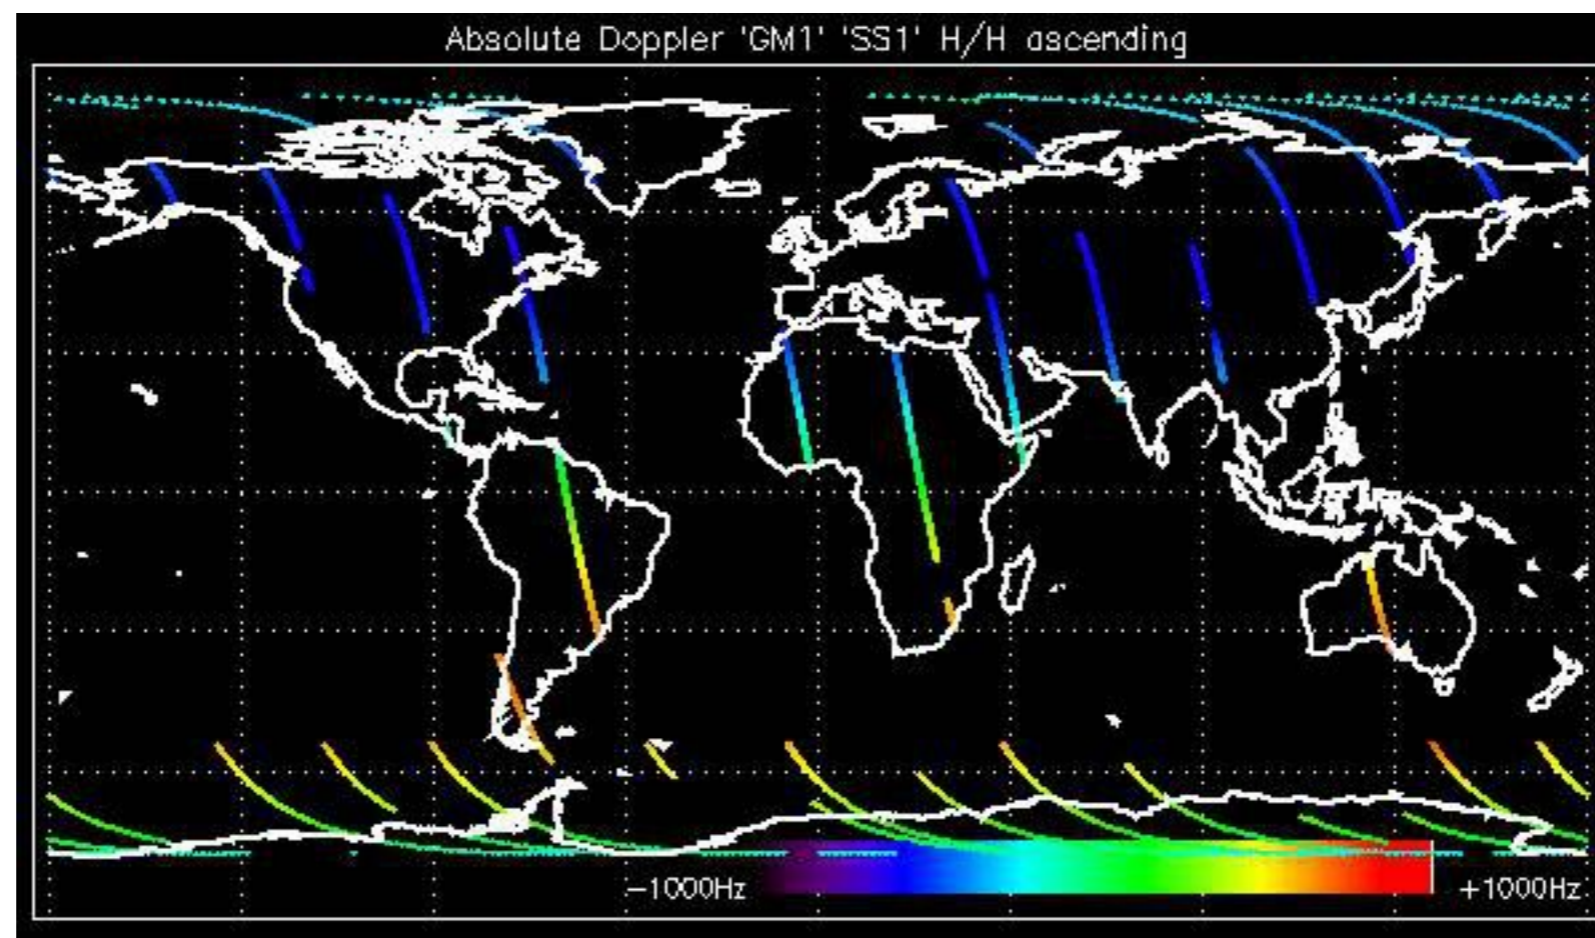 Absolute Doppler 'GM1' 'SS1' H/H ascending
−1000Hz
+1000Hz